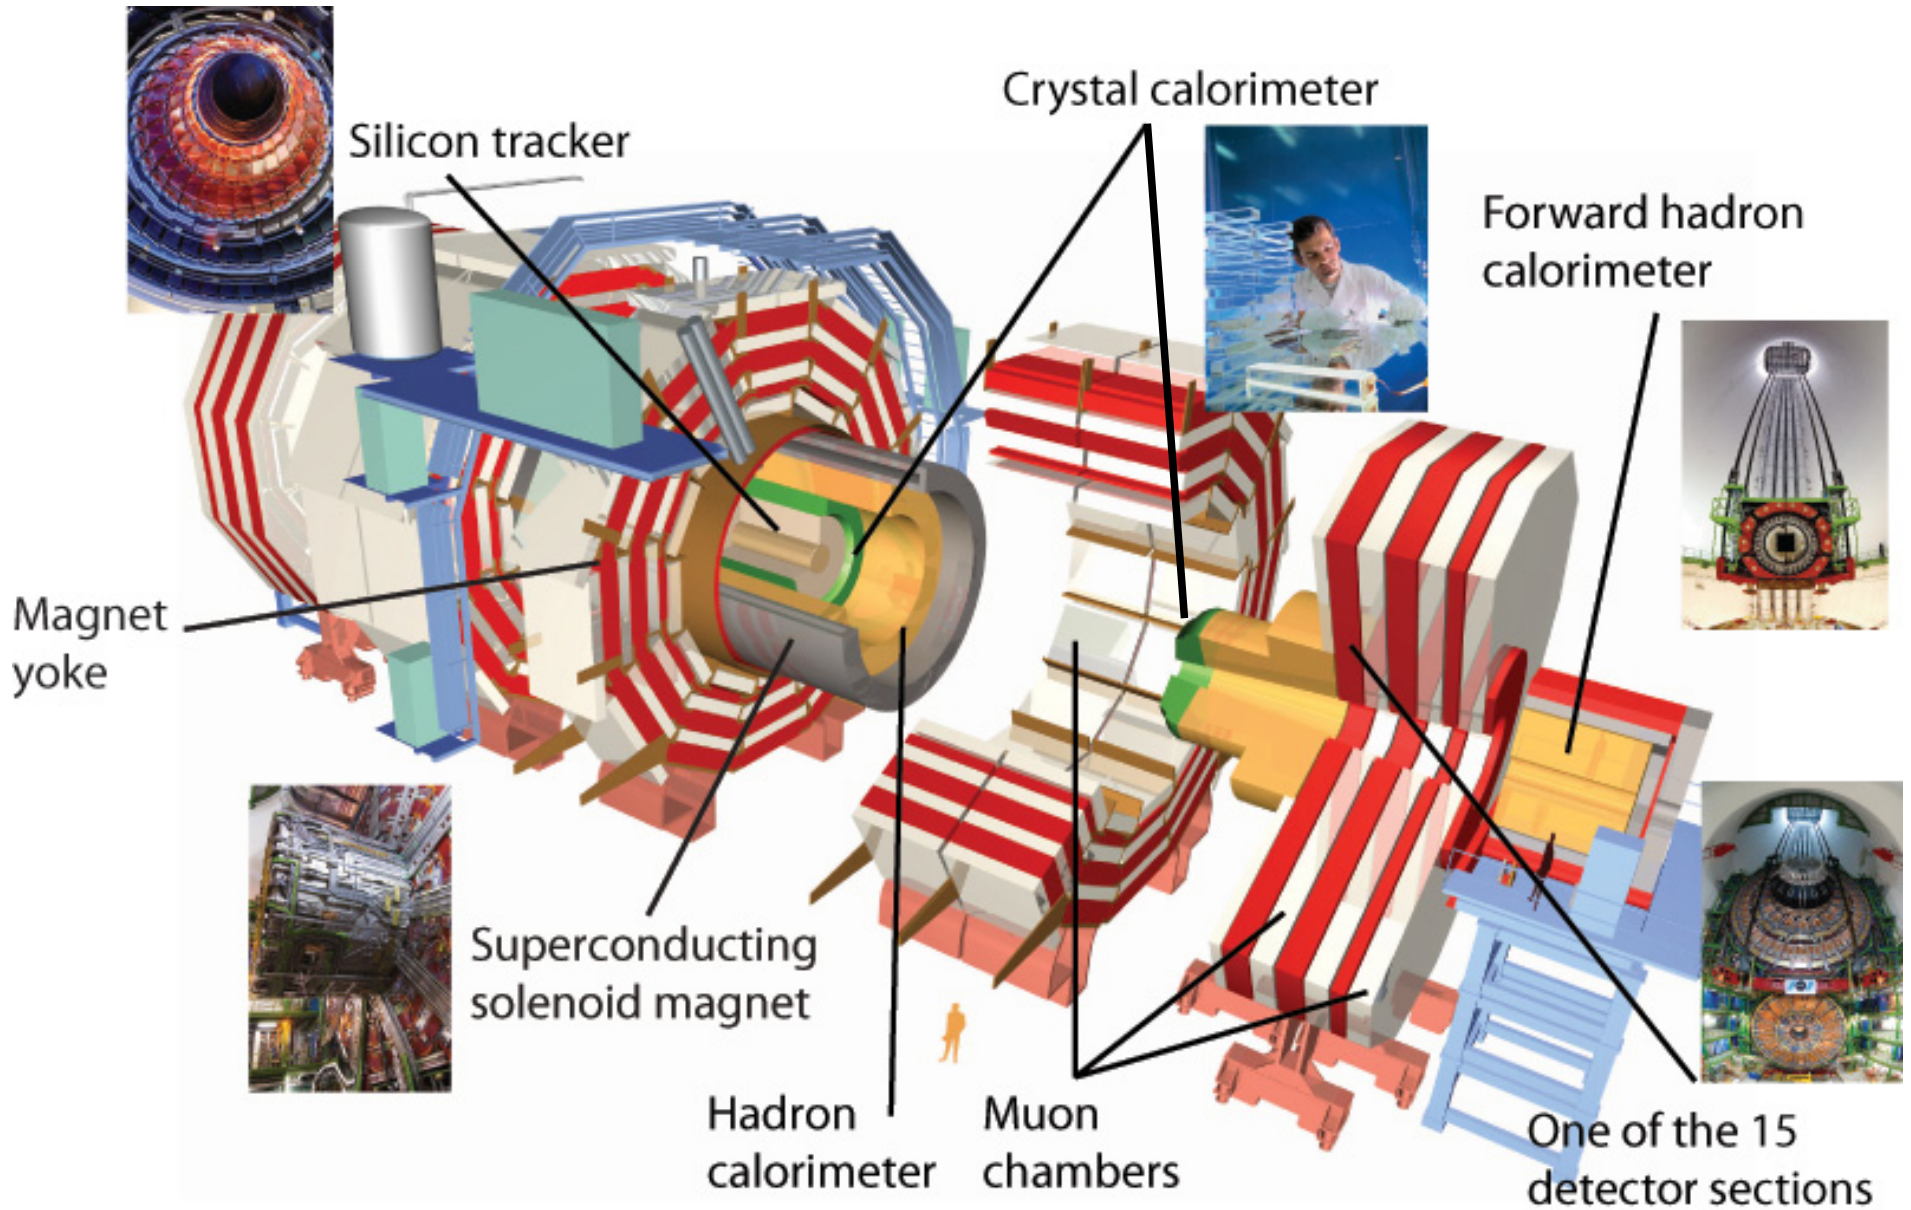 Crystal calorimeter
Silicon tracker
Forward hadron
calorimeter
Magnet
yoke
Superconducting
solenoid magnet
Hadron
calorimeter
Muon
chambers
One of the 15
detector sections